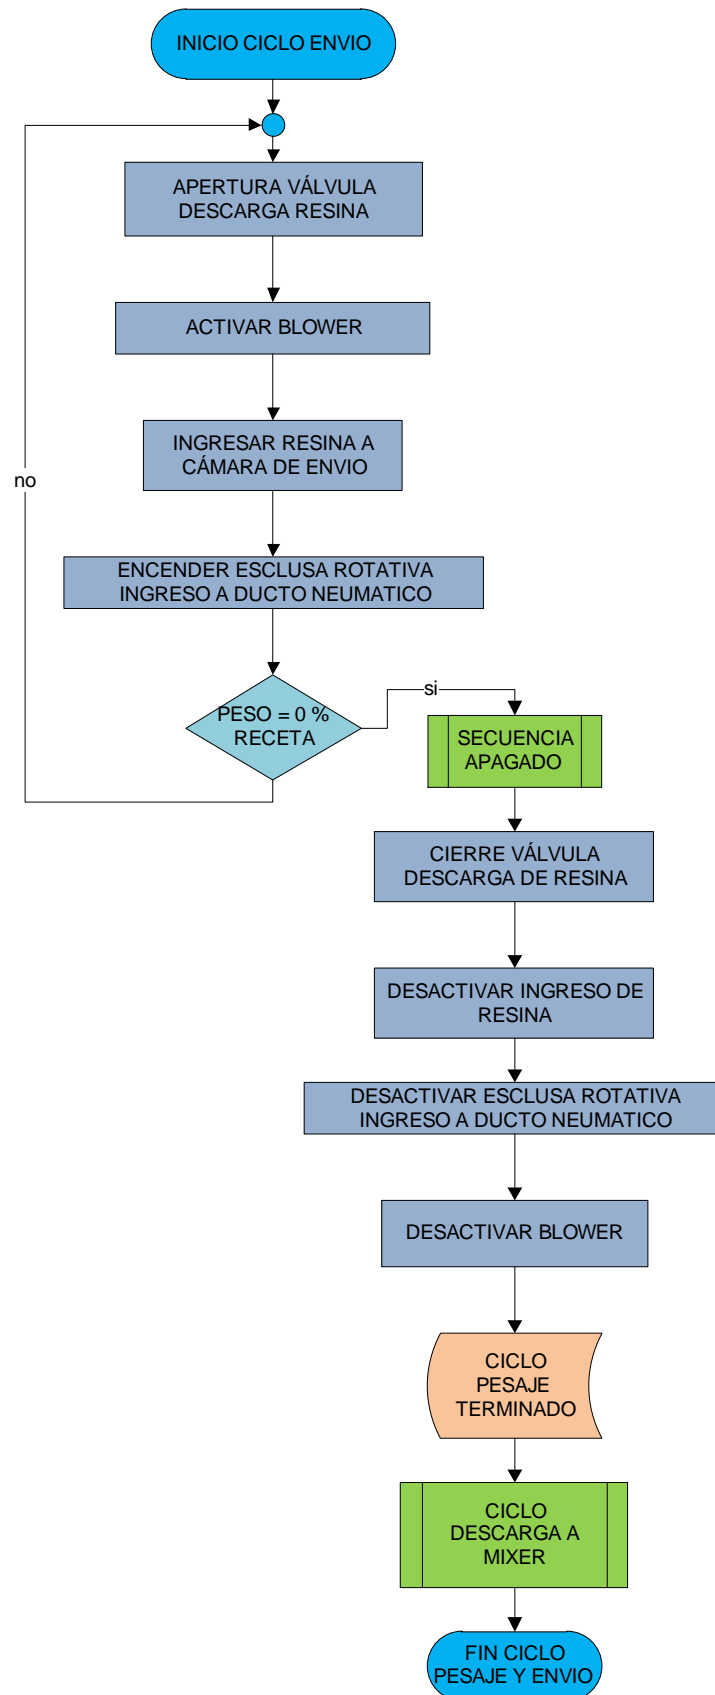 INICIO CICLO ENVIO
APERTURA VÁLVULA
DESCARGA RESINA
ACTIVAR BLOWER
INGRESAR RESINA A
CÁMARA DE ENVIO
no
ENCENDER ESCLUSA ROTATIVA
INGRESO A DUCTO NEUMATICO
PESO = 0 %
RECETA
si
SECUENCIA
APAGADO
CIERRE VÁLVULA
DESCARGA DE RESINA
DESACTIVAR INGRESO DE
RESINA
DESACTIVAR ESCLUSA ROTATIVA
INGRESO A DUCTO NEUMATICO
DESACTIVAR BLOWER
CICLO
PESAJE
TERMINADO
CICLO
DESCARGA A
MIXER
FIN CICLO
PESAJE Y ENVIO